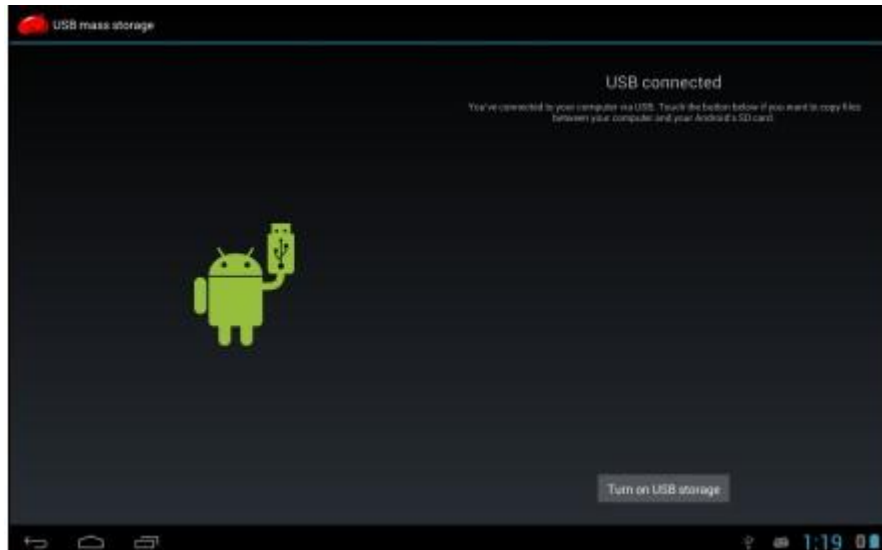 USB mass storage
USB connected
You've connected to your computer via USB. Touch the button below if you want to copy files
between your computer and your Android's SD card.
Turn on USB storage
1:19